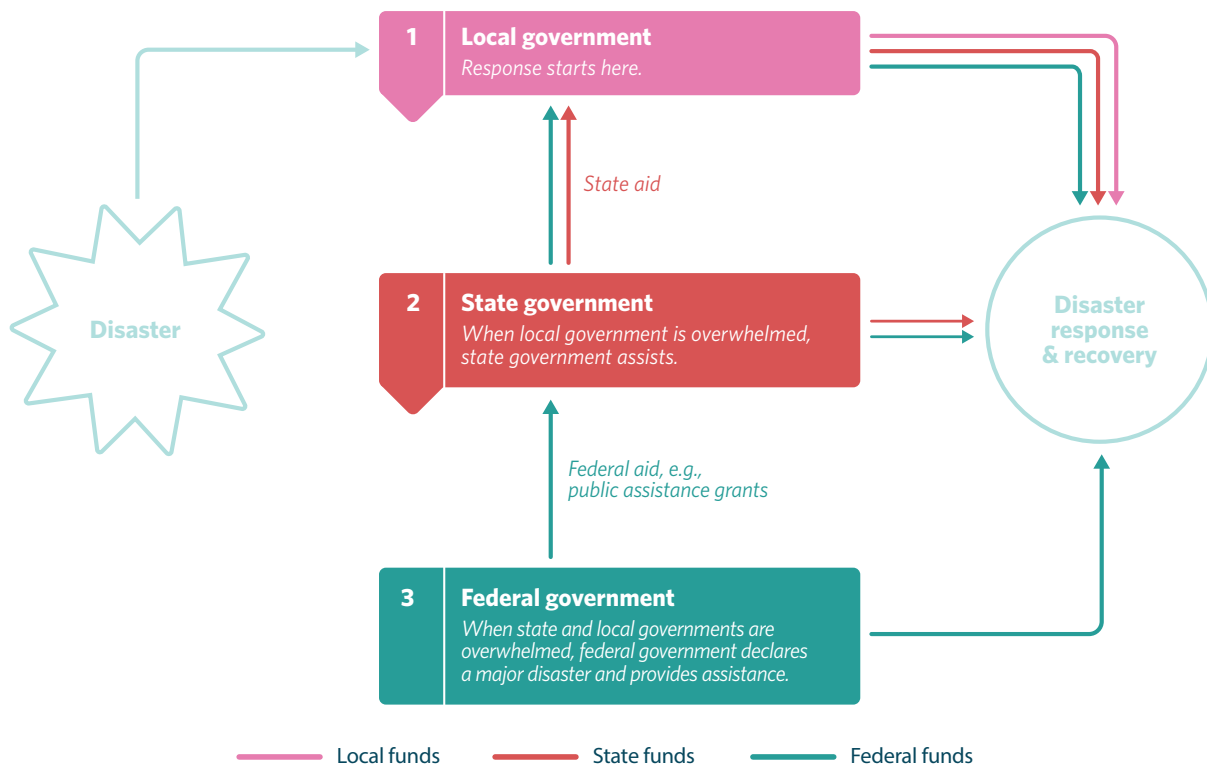 1
Local government
Response starts here.
State aid
2
State government
When local government is overwhelmed,
state government assists.
Disaster
Disaster
response
& recovery
Federal aid, e.g.,
public assistance grants
3
Federal government
When state and local governments are
overwhelmed, federal government declares
a major disaster and provides assistance.
Local funds
State funds
Federal funds